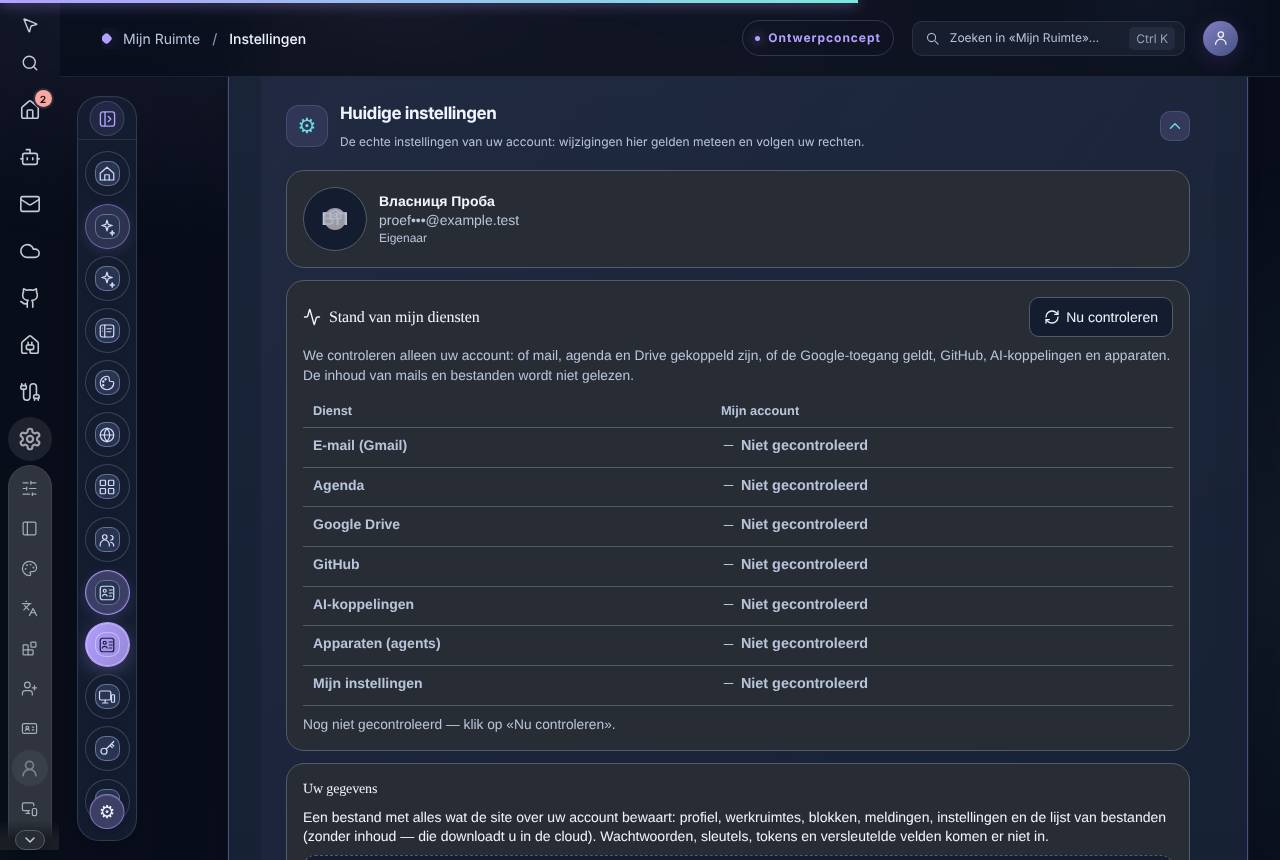 Mijn Ruimte / Instellingen
Ontwerpconcept
Zoeken in «Mijn Ruimte»...
Ctrl K
2
Huidige instellingen
De echte instellingen van uw account: wijzigingen hier gelden meteen en volgen uw rechten.
Власниця Проба
proef•••@example.test
Eigenaar
Stand van mijn diensten
Nu controleren
We controleren alleen uw account: of mail, agenda en Drive gekoppeld zijn, of de Google-toegang geldt, GitHub, AI-koppelingen en apparaten.
De inhoud van mails en bestanden wordt niet gelezen.
Dienst Mijn account
E-mail (Gmail) — Niet gecontroleerd
Agenda — Niet gecontroleerd
Google Drive — Niet gecontroleerd
GitHub — Niet gecontroleerd
AI-koppelingen — Niet gecontroleerd
Apparaten (agents) — Niet gecontroleerd
Mijn instellingen — Niet gecontroleerd
Nog niet gecontroleerd — klik op «Nu controleren».
Uw gegevens
Een bestand met alles wat de site over uw account bewaart: profiel, werkruimtes, blokken, meldingen, instellingen en de lijst van bestanden
(zonder inhoud — die downloadt u in de cloud). Wachtwoorden, sleutels, tokens en versleutelde velden komen er niet in.